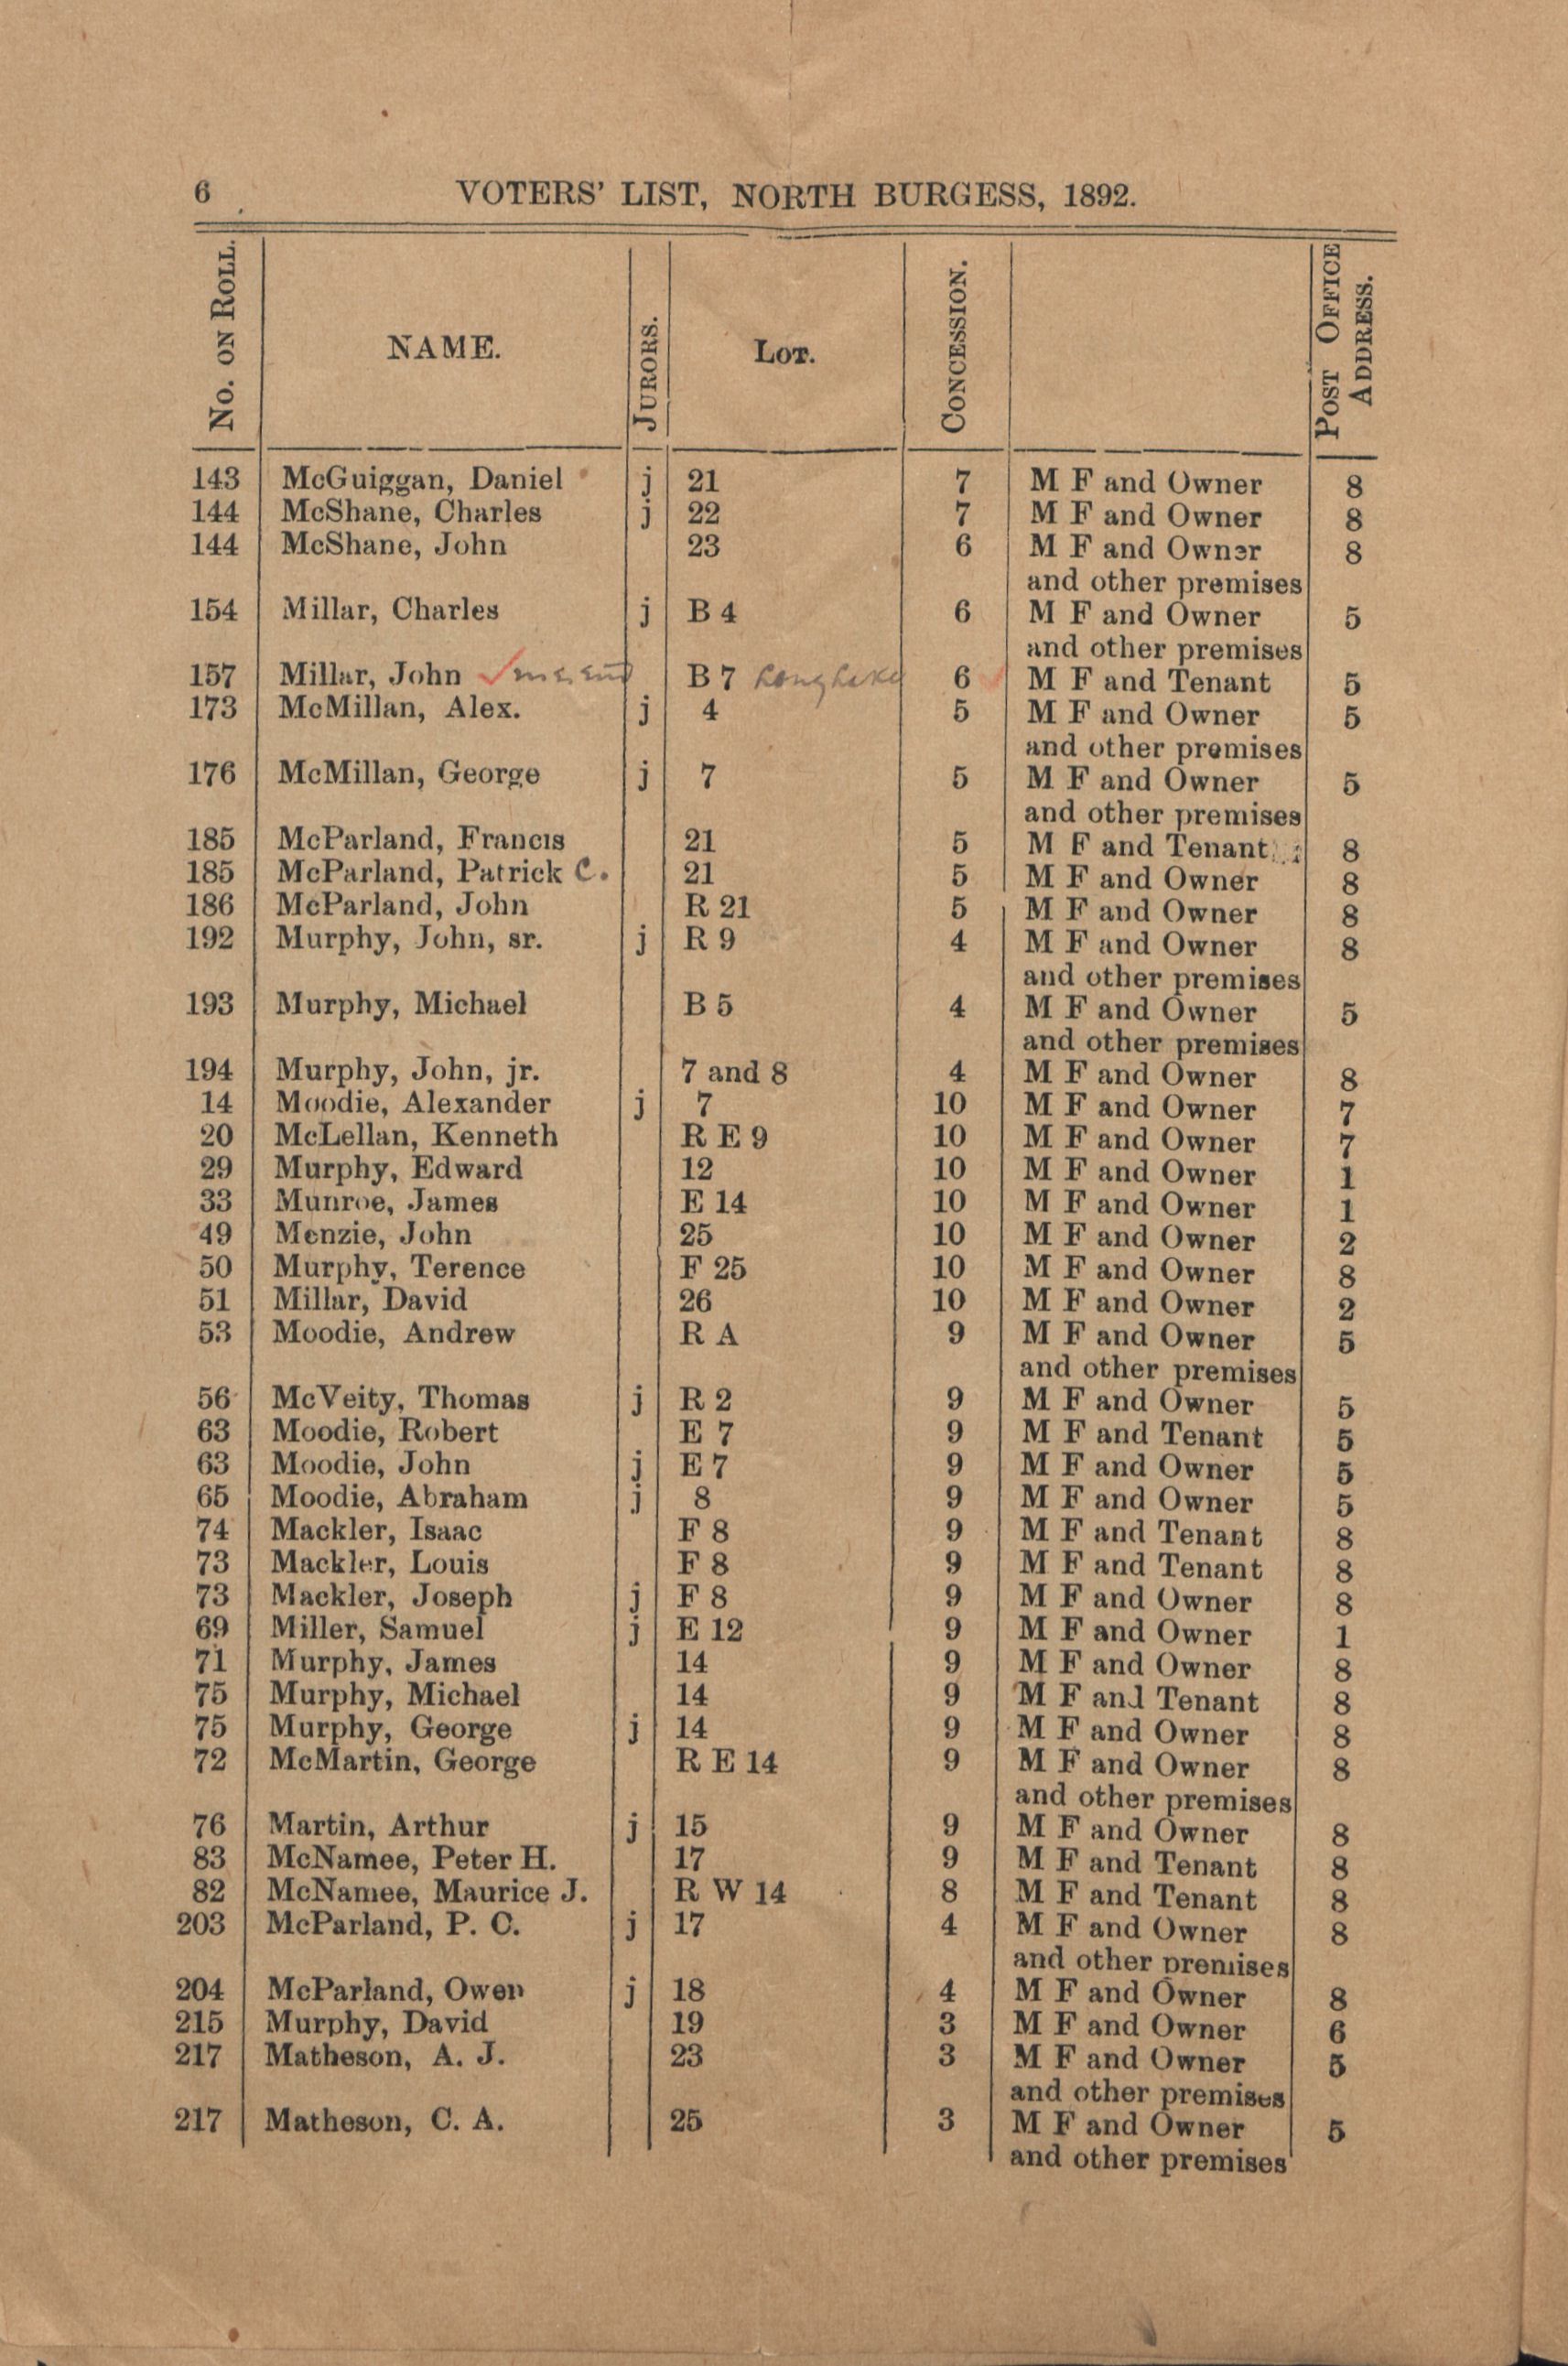 6 VOTERS' LIST, NORTH BURGESS, 1892.
No. ON ROLL. NAME. JURORS. LOT. CONCESSION. POST OFFICE ADDRESS.
143 McGuiggan, Daniel j 21 7 M F and Owner 8
144 McShane, Charles j 22 7 M F and Owner 8
144 McShane, John 23 6 M F and Owner 8
and other premises
154 Millar, Charles j B 4 6 M F and Owner 5
and other premises
157 Millar, John B 7 Long Lake 6 M F and Tenant 5
173 McMillan, Alex. j 4 5 M F and Owner 5
and other premises
176 McMillan, George j 7 5 M F and Owner 5
and other premises
185 McParland, Francis 21 5 M F and Tenant 8
185 McParland, Patrick C. 21 5 M F and Owner 8
186 McParland, John R 21 5 M F and Owner 8
192 Murphy, John, sr. j R 9 4 M F and Owner 8
and other premises
193 Murphy, Michael B 5 4 M F and Owner 5
and other premises
194 Murphy, John, jr. 7 and 8 4 M F and Owner 8
14 Moodie, Alexander j 7 10 M F and Owner 7
20 McLellan, Kenneth R E 9 10 M F and Owner 7
29 Murphy, Edward 12 10 M F and Owner 1
33 Munroe, James E 14 10 M F and Owner 1
49 Menzie, John 25 10 M F and Owner 2
50 Murphy, Terence F 25 10 M F and Owner 8
51 Millar, David 26 10 M F and Owner 2
53 Moodie, Andrew R A 9 M F and Owner 5
and other premises
56 McVeity, Thomas j R 2 9 M F and Owner 5
63 Moodie, Robert E 7 9 M F and Tenant 5
63 Moodie, John j E 7 9 M F and Owner 5
65 Moodie, Abraham j 8 9 M F and Owner 5
74 Mackler, Isaac F 8 9 M F and Tenant 8
73 Mackler, Louis F 8 9 M F and Tenant 8
73 Mackler, Joseph j F 8 9 M F and Owner 8
69 Miller, Samuel j E 12 9 M F and Owner 1
71 Murphy, James 14 9 M F and Owner 8
75 Murphy, Michael 14 9 M F and Tenant 8
75 Murphy, George j 14 9 M F and Owner 8
72 McMartin, George R E 14 9 M F and Owner 8
and other premises
76 Martin, Arthur j 15 9 M F and Owner 8
83 McNamee, Peter H. 17 9 M F and Tenant 8
82 McNamee, Maurice J. R W 14 8 M F and Tenant 8
203 McParland, P. C. j 17 4 M F and Owner 8
and other premises
204 McParland, Owen j 18 4 M F and Owner 8
215 Murphy, David 19 3 M F and Owner 6
217 Matheson, A. J. 23 3 M F and Owner 5
and other premises
217 Matheson, C. A. 25 3 M F and Owner 5
and other premises